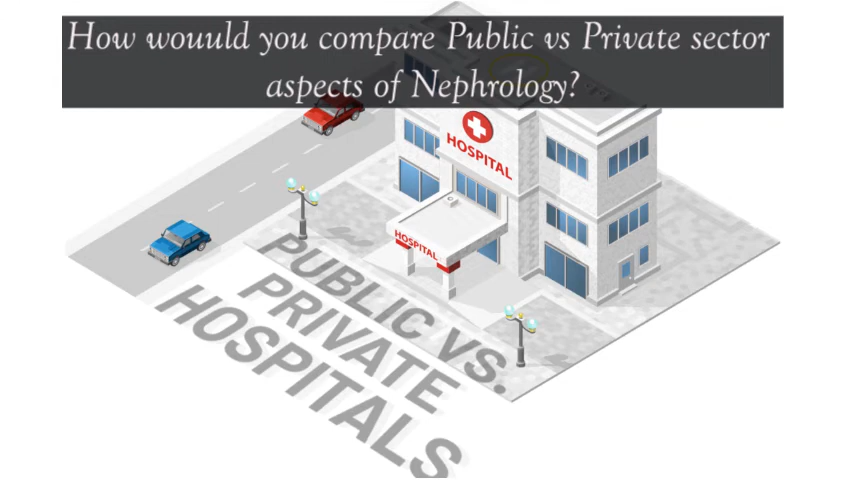 How wouuld you compare Public vs Private sector
aspects of Nephrology?
HOSPITAL
HOSPITAL
PUBLIC VS.
PRIVATE
HOSPITALS